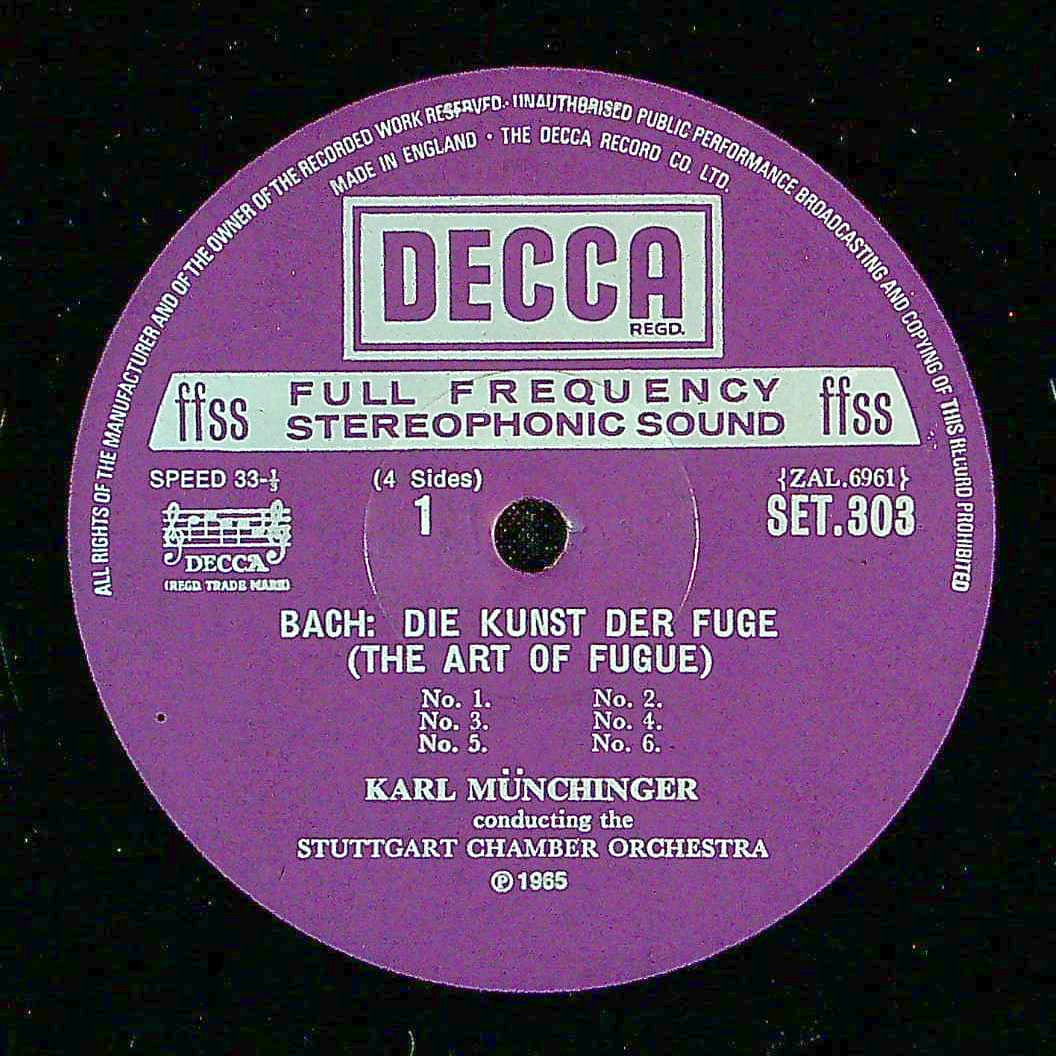 ALL RIGHTS OF THE MANUFACTURER AND OF THE OWNER OF THE RECORDED WORK RESERVED. UNAUTHORISED PUBLIC PERFORMANCE BROADCASTING AND COPYING OF THIS RECORD PROHIBITED
MADE IN ENGLAND • THE DECCA RECORD CO. LTD.
DECCA
REGD.
ffss FULL FREQUENCY STEREOPHONIC SOUND ffss
SPEED 33-⅓ (4 Sides) {ZAL.6961}
1 SET.303
DECCA
(REGD. TRADE MARK)
BACH: DIE KUNST DER FUGE
(THE ART OF FUGUE)
No. 1. No. 2.
No. 3. No. 4.
No. 5. No. 6.
KARL MÜNCHINGER
conducting the
STUTTGART CHAMBER ORCHESTRA
℗ 1965